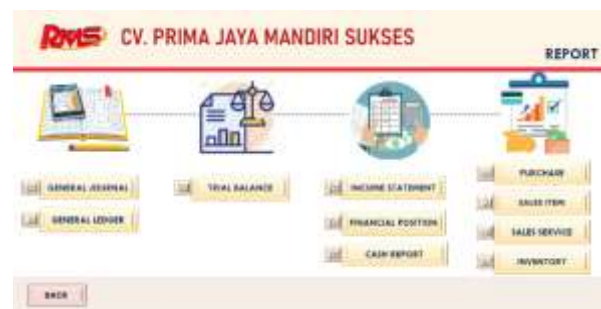 RMS CV. PRIMA JAYA MANDIRI SUKSES
REPORT
GENERAL JOURNAL
GENERAL LEDGER
TRIAL BALANCE
INCOME STATEMENT
FINANCIAL POSITION
CASH REPORT
PURCHASE
SALES ITEM
SALES SERVICE
INVENTORY
BACK